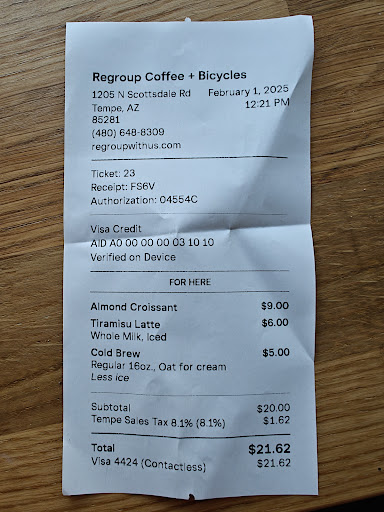 Regroup Coffee + Bicycles
1205 N Scottsdale Rd February 1, 2025
Tempe, AZ 12:21 PM
85281
(480) 648-8309
regroupwithus.com
Ticket: 23
Receipt: FS6V
Authorization: 04554C
Visa Credit
AID A0 00 00 00 03 10 10
Verified on Device
FOR HERE
Almond Croissant $9.00
Tiramisu Latte $6.00
Whole Milk, Iced
Cold Brew $5.00
Regular 16oz., Oat for cream
Less ice
Subtotal $20.00
Tempe Sales Tax 8.1% (8.1%) $1.62
Total $21.62
Visa 4424 (Contactless) $21.62